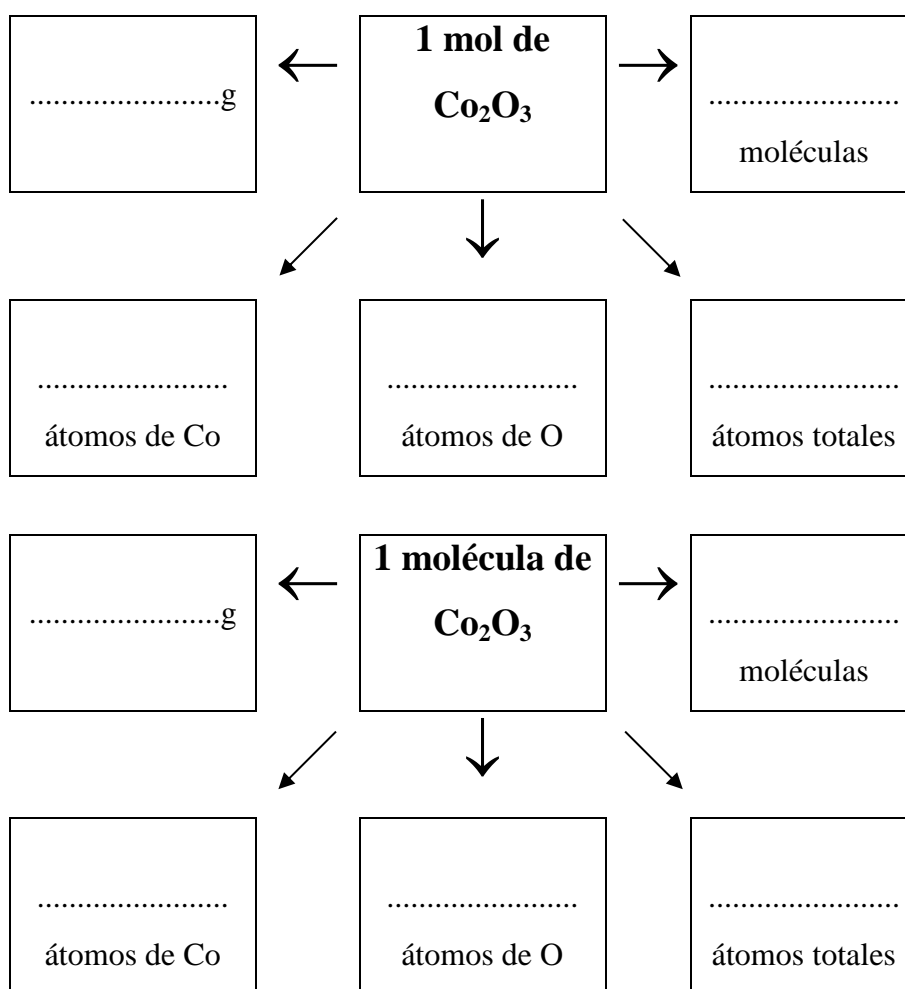 1 mol de
Co₂O₃
........................g
........................
moléculas
........................
átomos de Co
........................
átomos de O
........................
átomos totales
1 molécula de
Co₂O₃
........................g
........................
moléculas
........................
átomos de Co
........................
átomos de O
........................
átomos totales